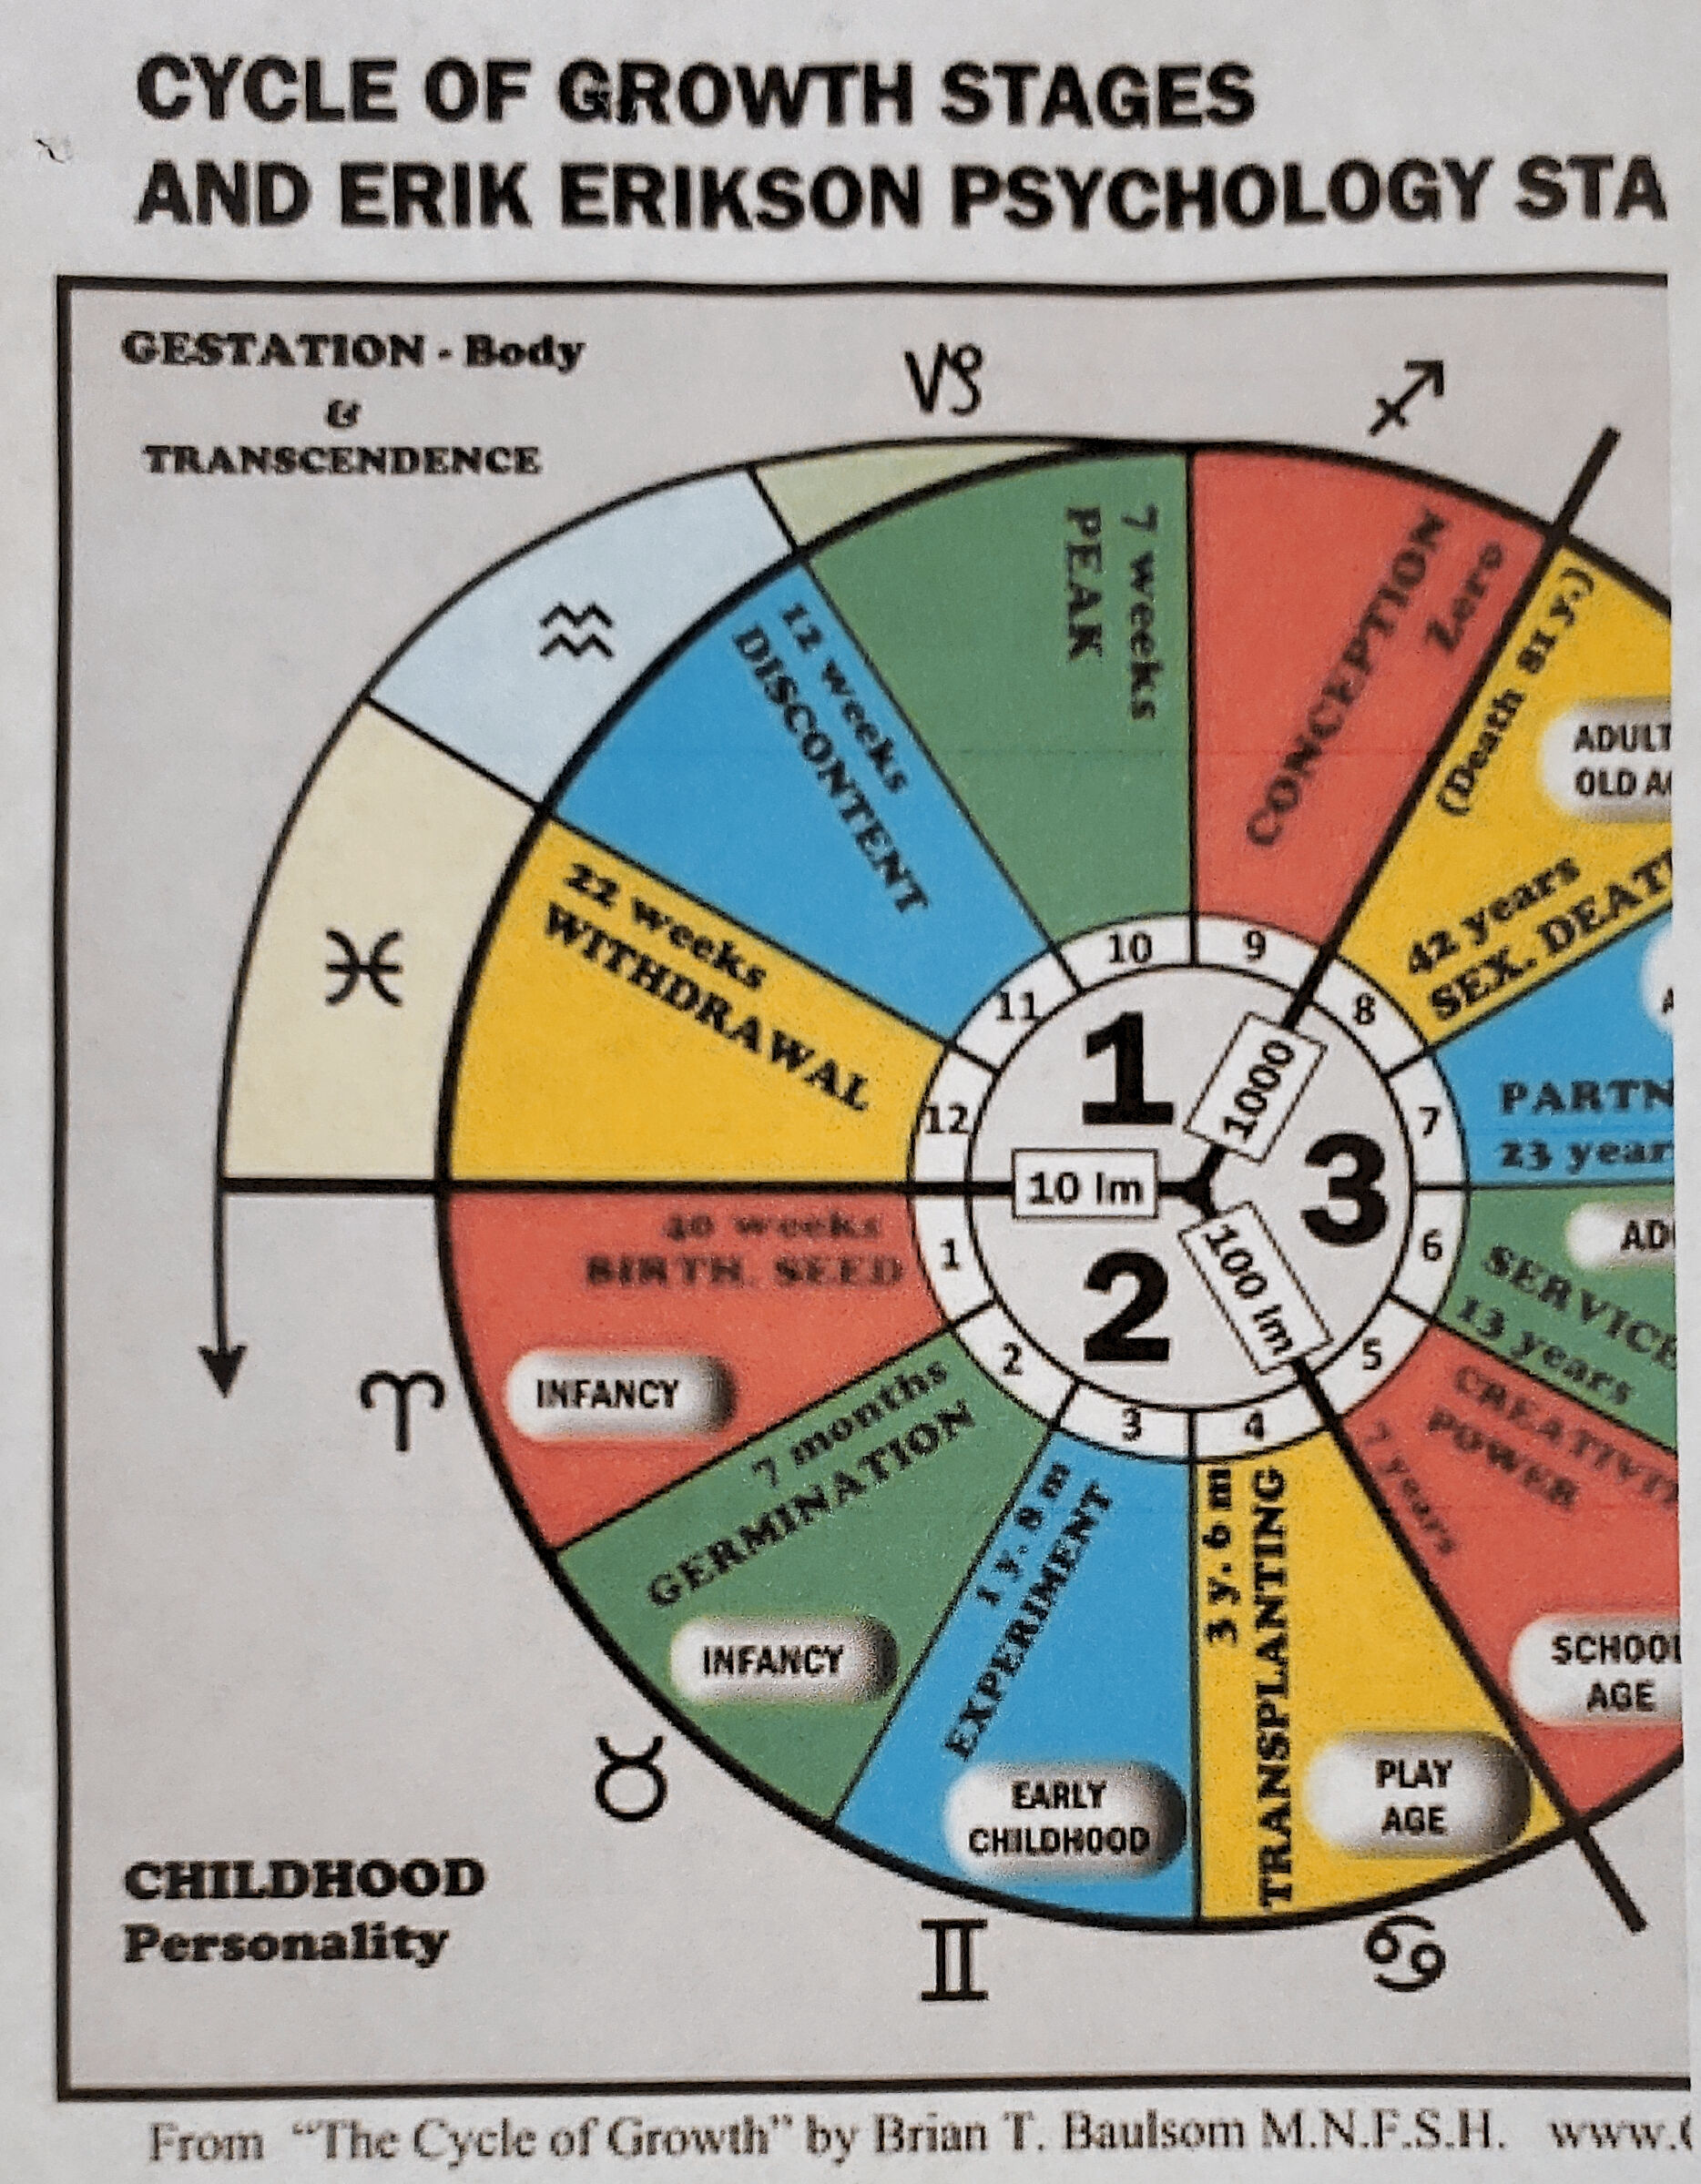 CYCLE OF GROWTH STAGES
AND ERIK ERIKSON PSYCHOLOGY STA
GESTATION - Body
&
TRANSCENDENCE
♑
♐
♒
♓
7 weeks
PEAK
CONCEPTION
Zero
(Death 81 y.)
ADULT
OLD A
42 years
SEX. DEAT
12 weeks
DISCONTENT
22 weeks
WITHDRAWAL
10
9
11
8
12
7
1
1000
3
10 lm
PARTN
23 year
40 weeks
BIRTH. SEED
INFANCY
1
6
2
100 lm
2
5
3
4
AD
SERVICE
13 years
CREATIVIT
POWER
7 years
SCHOOL
AGE
♈
7 months
GERMINATION
INFANCY
1 y. 8 m
EXPERIMENT
EARLY
CHILDHOOD
3 y. 6 m
TRANSPLANTING
PLAY
AGE
♉
♊
♋
CHILDHOOD
Personality
From "The Cycle of Growth" by Brian T. Baulsom M.N.F.S.H. www.